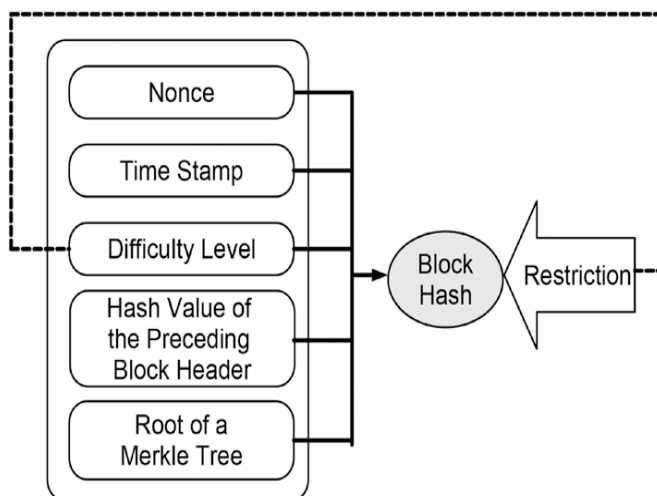 Nonce
Time Stamp
Difficulty Level
Hash Value of
the Preceding
Block Header
Root of a
Merkle Tree
Block
Hash
Restriction